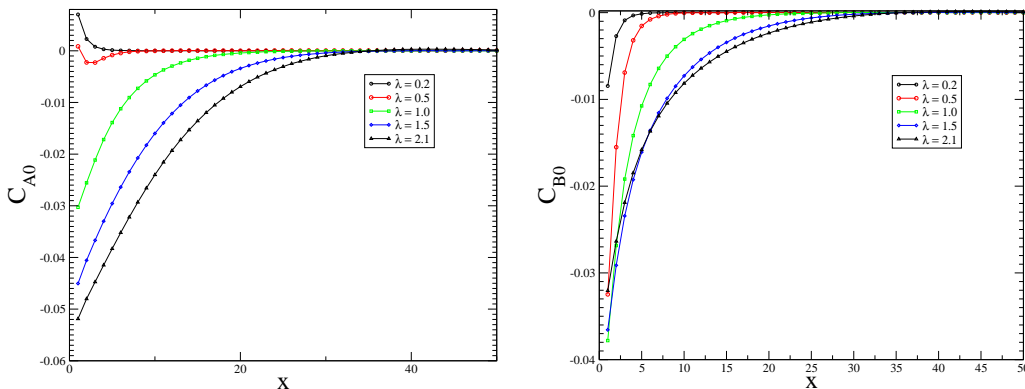 0
-0.01
-0.02
-0.03
-0.04
-0.05
-0.06
C_A0
0 20 40
x
λ = 0.2
λ = 0.5
λ = 1.0
λ = 1.5
λ = 2.1
0
-0.01
-0.02
-0.03
-0.04
C_B0
0 5 10 15 20 25 30 35 40 45 50
x
λ = 0.2
λ = 0.5
λ = 1.0
λ = 1.5
λ = 2.1